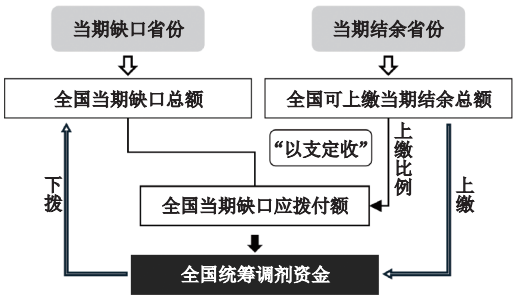 当期缺口省份
当期结余省份
全国当期缺口总额
全国可上缴当期结余总额
“以支定收”
上缴比例
下拨
上缴
全国当期缺口应拨付额
全国统筹调剂资金